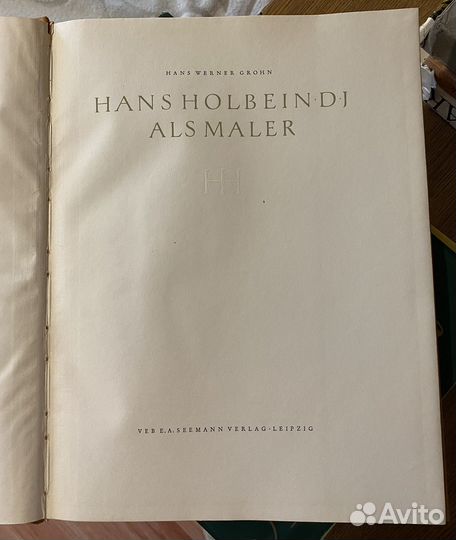 HANS WERNER GROHN
HANS HOLBEIN·D·J
ALS MALER
HH
VEB E.A. SEEMANN VERLAG·LEIPZIG
Avito